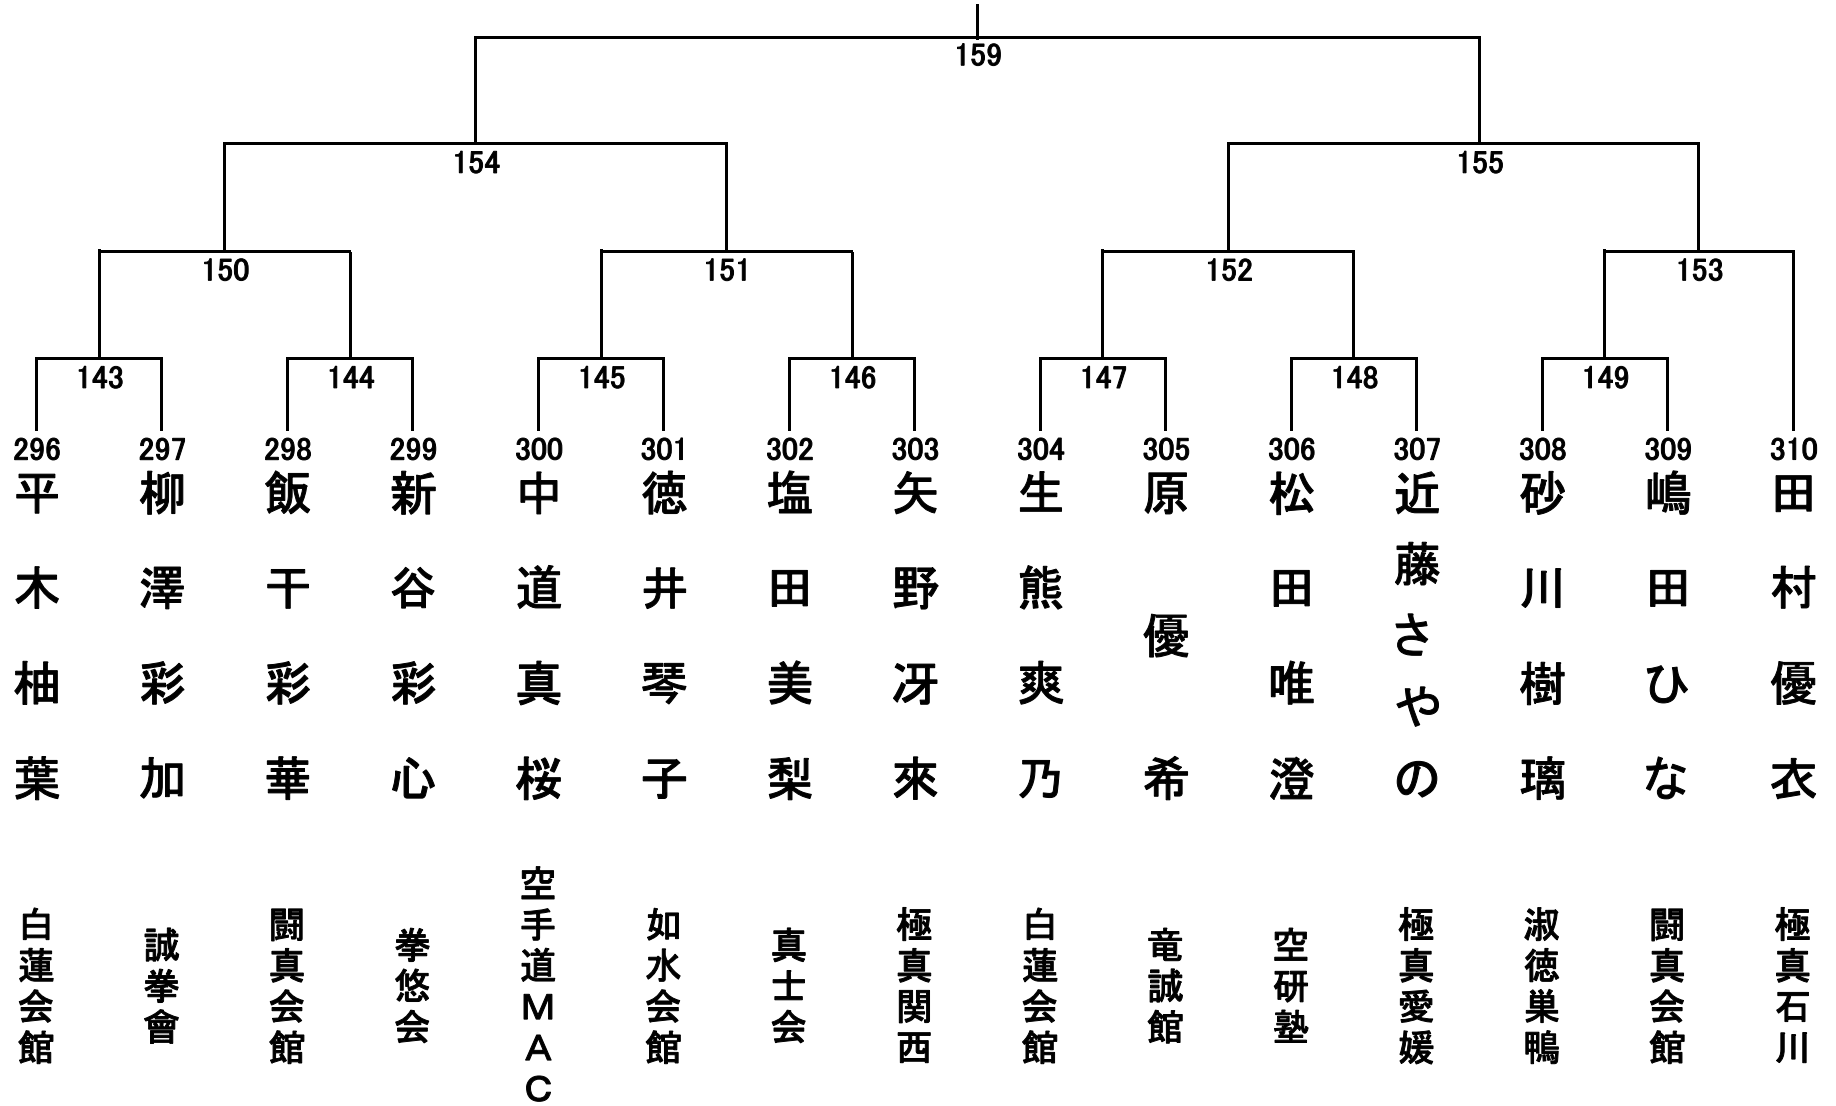 159
154
155
150
151
152
153
143
144
145
146
147
148
149
296
297
298
299
300
301
302
303
304
305
306
307
308
309
310
平木柚葉
柳澤彩加
飯干彩華
新谷彩心
中道真桜
徳井琴子
塩田美梨
矢野冴來
生熊爽乃
原優希
松田唯澄
近藤さやの
砂川樹璃
嶋田ひな
田村優衣
白蓮会館
誠拳會
闘真会館
拳悠会
空手道MAC
如水会館
真士会
極真関西
白蓮会館
竜誠館
空研塾
極真愛媛
淑徳巣鴨
闘真会館
極真石川